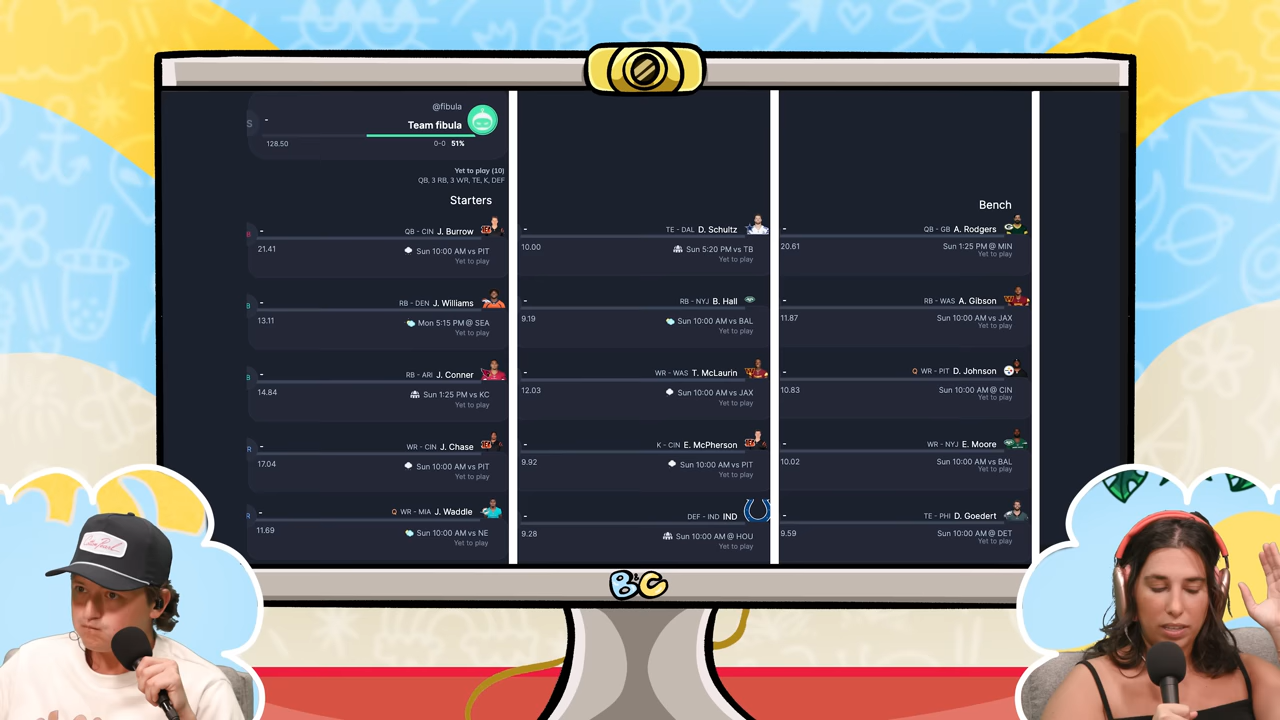 @fibula
S
-
Team fibula
128.50
0-0 51%
Yet to play (10)
QB, 3 RB, 3 WR, TE, K, DEF
Starters
-
QB - CIN J. Burrow
21.41
Sun 10:00 AM vs PIT
Yet to play
-
RB - DEN J. Williams
13.11
Mon 5:15 PM @ SEA
Yet to play
-
RB - ARI J. Conner
14.84
Sun 1:25 PM vs KC
Yet to play
-
WR - CIN J. Chase
17.04
Sun 10:00 AM vs PIT
Yet to play
-
Q WR - MIA J. Waddle
11.69
Sun 10:00 AM vs NE
Yet to play
-
TE - DAL D. Schultz
10.00
Sun 5:20 PM vs TB
Yet to play
-
RB - NYJ B. Hall
9.19
Sun 10:00 AM vs BAL
Yet to play
-
WR - WAS T. McLaurin
12.03
Sun 10:00 AM vs JAX
Yet to play
-
K - CIN E. McPherson
9.92
Sun 10:00 AM vs PIT
Yet to play
-
DEF - IND IND
9.28
Sun 10:00 AM @ HOU
Yet to play
Bench
-
QB - GB A. Rodgers
20.61
Sun 1:25 PM @ MIN
Yet to play
-
RB - WAS A. Gibson
11.87
Sun 10:00 AM vs JAX
Yet to play
-
Q WR - PIT D. Johnson
10.83
Sun 10:00 AM @ CIN
Yet to play
-
WR - NYJ E. Moore
10.02
Sun 10:00 AM vs BAL
Yet to play
-
TE - PHI D. Goedert
9.59
Sun 10:00 AM @ DET
Yet to play
B&C